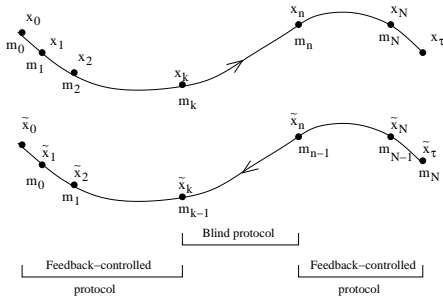 x0 x1 x2 xk xn xN xτ
m0 m1 m2 mk mn mN
x̃0 x̃1 x̃2 x̃k x̃n x̃N x̃τ
m0 m1 mk−1 mn−1 mN−1 mN
Blind protocol
Feedback−controlled Feedback−controlled
protocol protocol